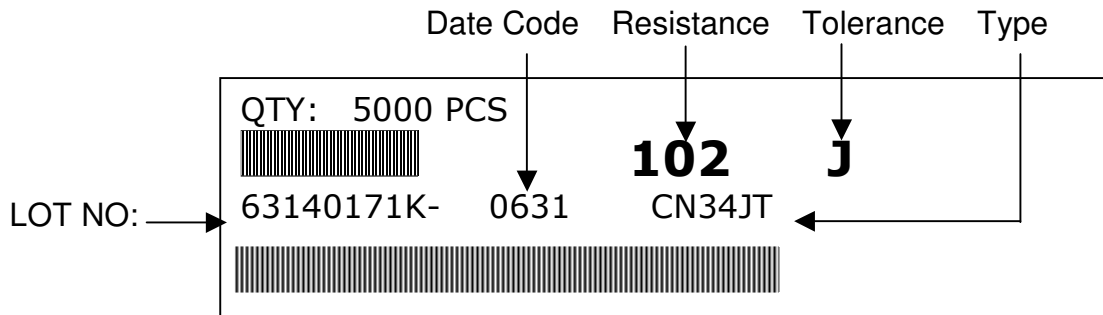 Date Code Resistance Tolerance Type
QTY: 5000 PCS
102 J
LOT NO: 63140171K- 0631 CN34JT